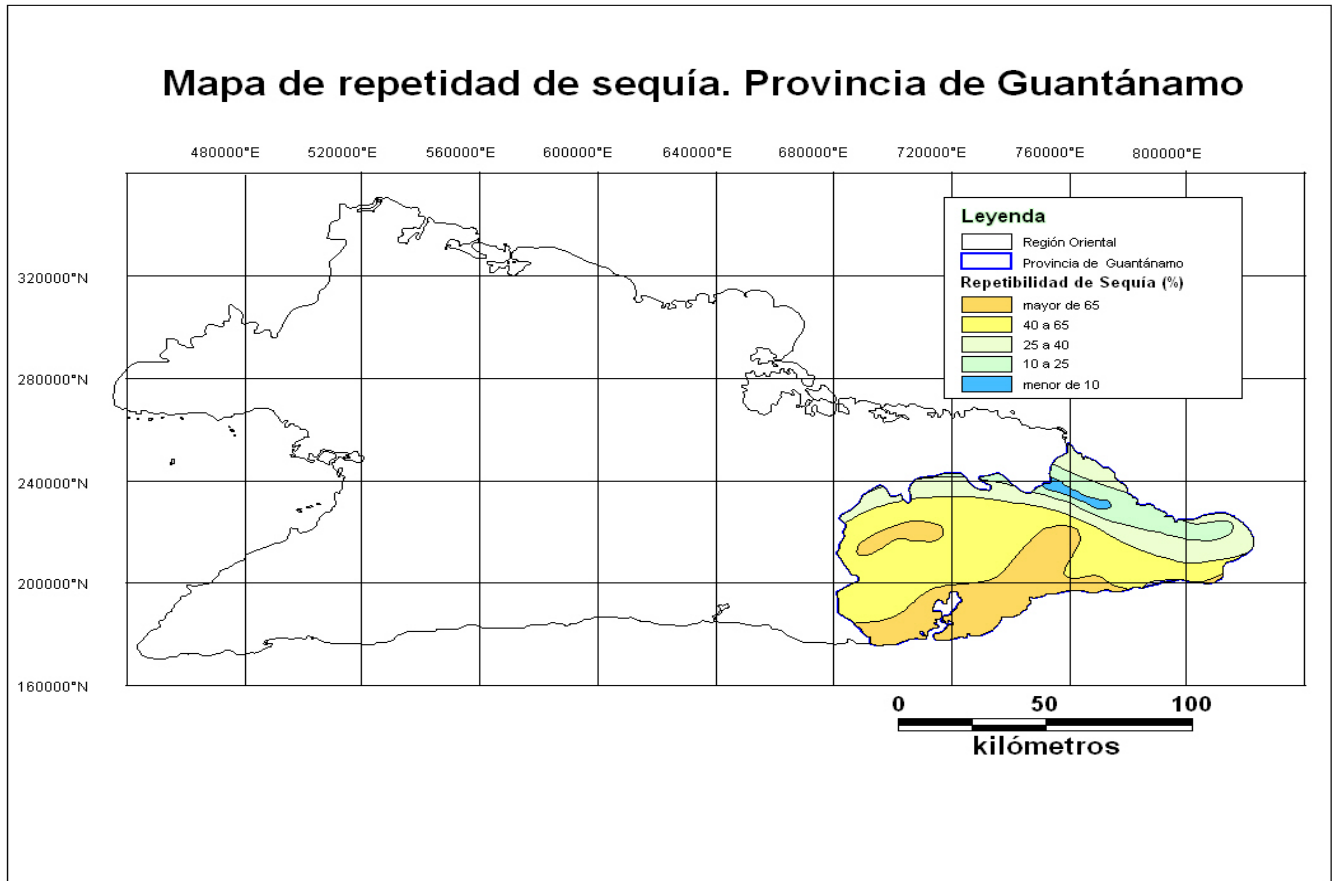 Mapa de repetidad de sequía. Provincia de Guantánamo
480000°E 520000°E 560000°E 600000°E 640000°E 680000°E 720000°E 760000°E 800000°E
Leyenda
Región Oriental
Provincia de Guantánamo
Repetibilidad de Sequía (%)
mayor de 65
40 a 65
25 a 40
10 a 25
menor de 10
320000°N
280000°N
240000°N
200000°N
160000°N
0 50 100
kilómetros